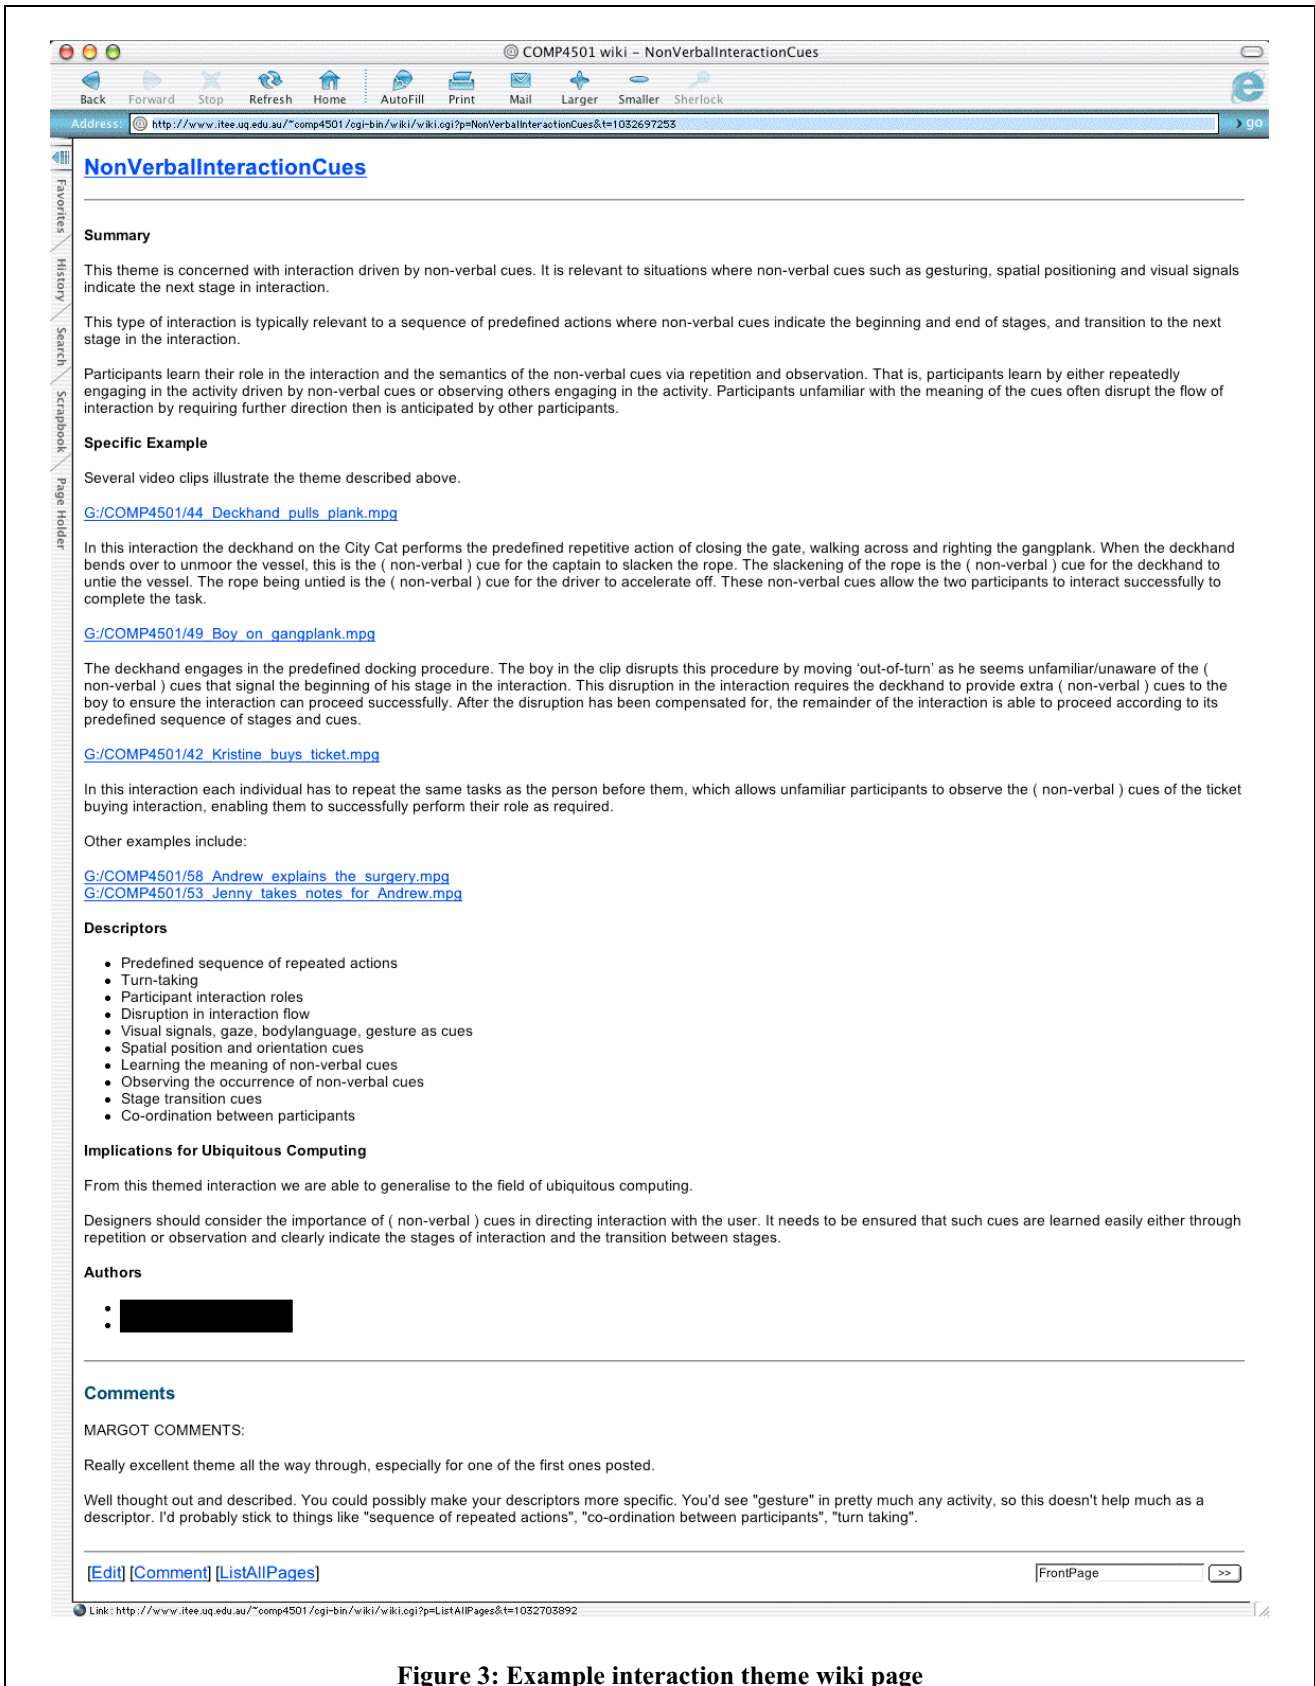 COMP4501 wiki – NonVerbalInteractionCues
Back Forward Stop Refresh Home AutoFill Print Mail Larger Smaller Sherlock
Address: http://www.itee.uq.edu.au/~comp4501/cgi-bin/wiki/wiki.cgi?p=NonVerbalInteractionCues&t=1032697253 go
Favorites
History
Search
Scrapbook
Page Holder
NonVerbalInteractionCues
Summary
This theme is concerned with interaction driven by non-verbal cues. It is relevant to situations where non-verbal cues such as gesturing, spatial positioning and visual signals
indicate the next stage in interaction.
This type of interaction is typically relevant to a sequence of predefined actions where non-verbal cues indicate the beginning and end of stages, and transition to the next
stage in the interaction.
Participants learn their role in the interaction and the semantics of the non-verbal cues via repetition and observation. That is, participants learn by either repeatedly
engaging in the activity driven by non-verbal cues or observing others engaging in the activity. Participants unfamiliar with the meaning of the cues often disrupt the flow of
interaction by requiring further direction then is anticipated by other participants.
Specific Example
Several video clips illustrate the theme described above.
G:/COMP4501/44_Deckhand_pulls_plank.mpg
In this interaction the deckhand on the City Cat performs the predefined repetitive action of closing the gate, walking across and righting the gangplank. When the deckhand
bends over to unmoor the vessel, this is the ( non-verbal ) cue for the captain to slacken the rope. The slackening of the rope is the ( non-verbal ) cue for the deckhand to
untie the vessel. The rope being untied is the ( non-verbal ) cue for the driver to accelerate off. These non-verbal cues allow the two participants to interact successfully to
complete the task.
G:/COMP4501/49_Boy_on_gangplank.mpg
The deckhand engages in the predefined docking procedure. The boy in the clip disrupts this procedure by moving ‘out-of-turn’ as he seems unfamiliar/unaware of the (
non-verbal ) cues that signal the beginning of his stage in the interaction. This disruption in the interaction requires the deckhand to provide extra ( non-verbal ) cues to the
boy to ensure the interaction can proceed successfully. After the disruption has been compensated for, the remainder of the interaction is able to proceed according to its
predefined sequence of stages and cues.
G:/COMP4501/42_Kristine_buys_ticket.mpg
In this interaction each individual has to repeat the same tasks as the person before them, which allows unfamiliar participants to observe the ( non-verbal ) cues of the ticket
buying interaction, enabling them to successfully perform their role as required.
Other examples include:
G:/COMP4501/58_Andrew_explains_the_surgery.mpg
G:/COMP4501/53_Jenny_takes_notes_for_Andrew.mpg
Descriptors
• Predefined sequence of repeated actions
• Turn-taking
• Participant interaction roles
• Disruption in interaction flow
• Visual signals, gaze, bodylanguage, gesture as cues
• Spatial position and orientation cues
• Learning the meaning of non-verbal cues
• Observing the occurrence of non-verbal cues
• Stage transition cues
• Co-ordination between participants
Implications for Ubiquitous Computing
From this themed interaction we are able to generalise to the field of ubiquitous computing.
Designers should consider the importance of ( non-verbal ) cues in directing interaction with the user. It needs to be ensured that such cues are learned easily either through
repetition or observation and clearly indicate the stages of interaction and the transition between stages.
Authors
Comments
MARGOT COMMENTS:
Really excellent theme all the way through, especially for one of the first ones posted.
Well thought out and described. You could possibly make your descriptors more specific. You'd see "gesture" in pretty much any activity, so this doesn't help much as a
descriptor. I'd probably stick to things like "sequence of repeated actions", "co-ordination between participants", "turn taking".
[Edit] [Comment] [ListAllPages] FrontPage >>
Link: http://www.itee.uq.edu.au/~comp4501/cgi-bin/wiki/wiki.cgi?p=ListAllPages&t=1032703892
Figure 3: Example interaction theme wiki page